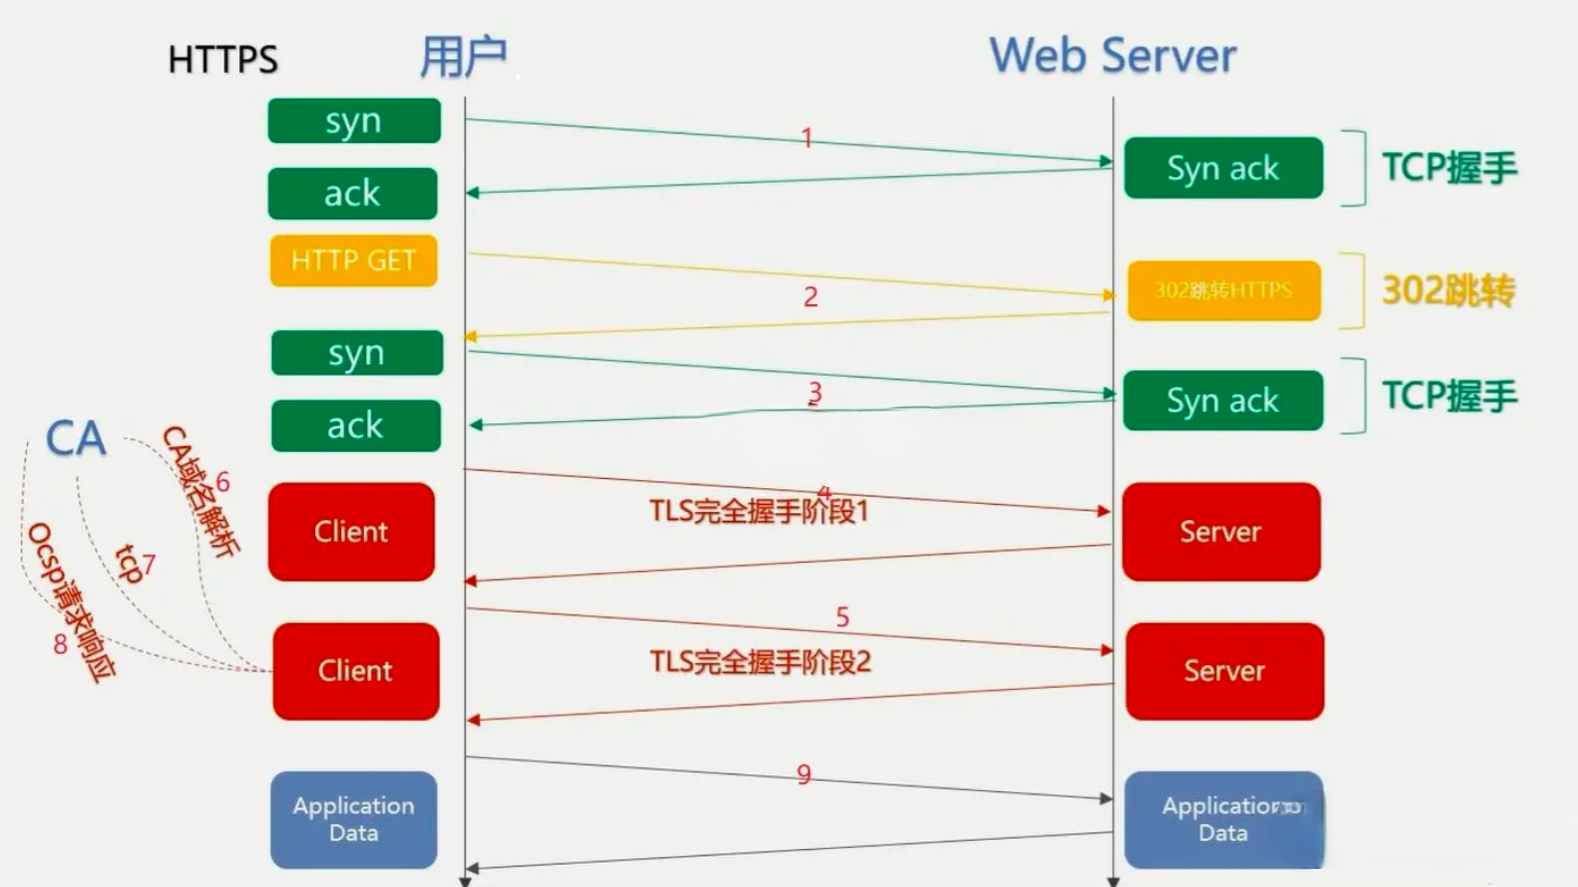 HTTPS
用户
Web Server
syn
1
Syn ack
TCP握手
ack
HTTP GET
2
302跳转HTTPS
302跳转
syn
3
Syn ack
TCP握手
ack
CA
CA域名解析
6
Client
4
TLS完全握手阶段1
Server
tcp
7
Ocsp请求响应
8
Client
5
TLS完全握手阶段2
Server
9
Application
Data
Application
Data